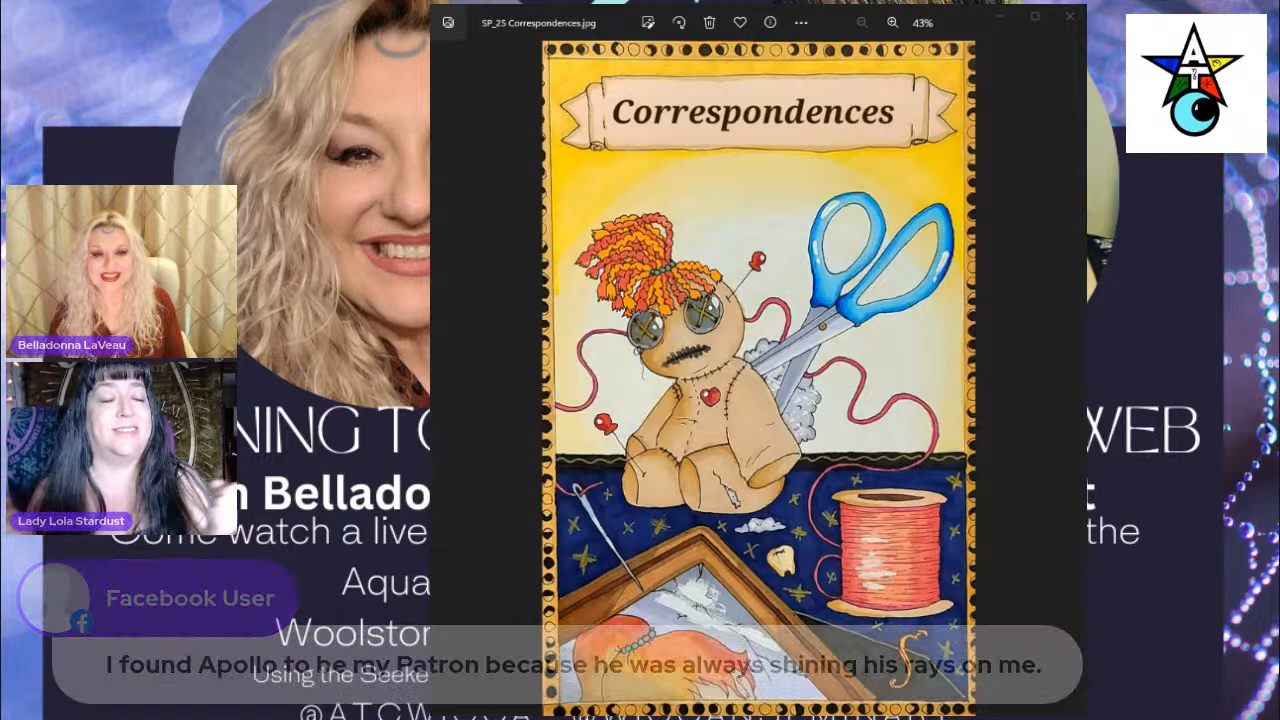 SP_25 Correspondences.jpg
43%
Correspondences
A
Belladonna LaVeau
NING TO
WEB
Bellado
Lady Lola Stardust
Come watch a live
the
Aqua
Facebook User
Woolston
I found Apollo to be my Patron because he was always shining his rays on me.
Using the Seeke